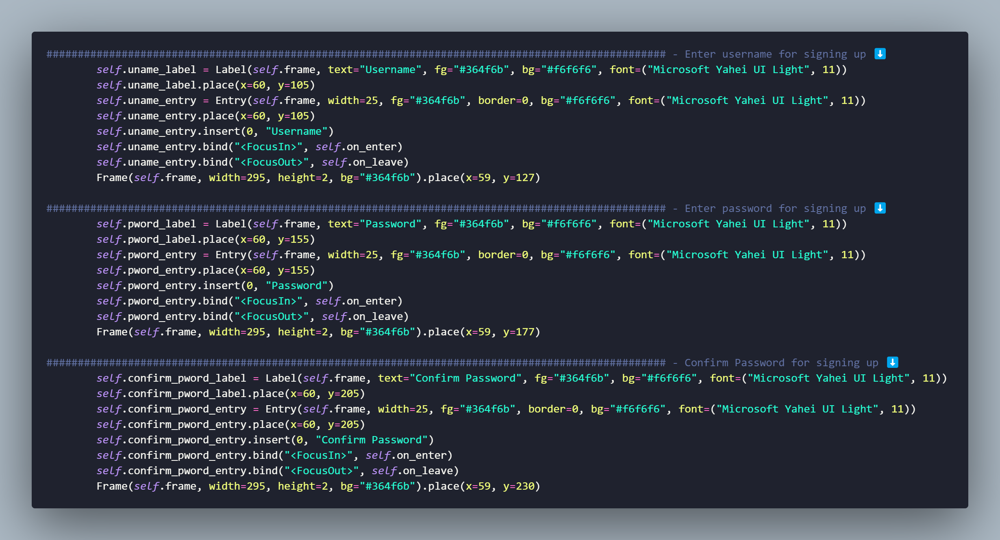 ################################################################################################### - Enter username for signing up ⬇️
        self.uname_label = Label(self.frame, text="Username", fg="#364f6b", bg="#f6f6f6", font=("Microsoft Yahei UI Light", 11))
        self.uname_label.place(x=60, y=105)
        self.uname_entry = Entry(self.frame, width=25, fg="#364f6b", border=0, bg="#f6f6f6", font=("Microsoft Yahei UI Light", 11))
        self.uname_entry.place(x=60, y=105)
        self.uname_entry.insert(0, "Username")
        self.uname_entry.bind("<FocusIn>", self.on_enter)
        self.uname_entry.bind("<FocusOut>", self.on_leave)
        Frame(self.frame, width=295, height=2, bg="#364f6b").place(x=59, y=127)

################################################################################################### - Enter password for signing up ⬇️
        self.pword_label = Label(self.frame, text="Password", fg="#364f6b", bg="#f6f6f6", font=("Microsoft Yahei UI Light", 11))
        self.pword_label.place(x=60, y=155)
        self.pword_entry = Entry(self.frame, width=25, fg="#364f6b", border=0, bg="#f6f6f6", font=("Microsoft Yahei UI Light", 11))
        self.pword_entry.place(x=60, y=155)
        self.pword_entry.insert(0, "Password")
        self.pword_entry.bind("<FocusIn>", self.on_enter)
        self.pword_entry.bind("<FocusOut>", self.on_leave)
        Frame(self.frame, width=295, height=2, bg="#364f6b").place(x=59, y=177)

################################################################################################### - Confirm Password for signing up ⬇️
        self.confirm_pword_label = Label(self.frame, text="Confirm Password", fg="#364f6b", bg="#f6f6f6", font=("Microsoft Yahei UI Light", 11))
        self.confirm_pword_label.place(x=60, y=205)
        self.confirm_pword_entry = Entry(self.frame, width=25, fg="#364f6b", border=0, bg="#f6f6f6", font=("Microsoft Yahei UI Light", 11))
        self.confirm_pword_entry.place(x=60, y=205)
        self.confirm_pword_entry.insert(0, "Confirm Password")
        self.confirm_pword_entry.bind("<FocusIn>", self.on_enter)
        self.confirm_pword_entry.bind("<FocusOut>", self.on_leave)
        Frame(self.frame, width=295, height=2, bg="#364f6b").place(x=59, y=230)